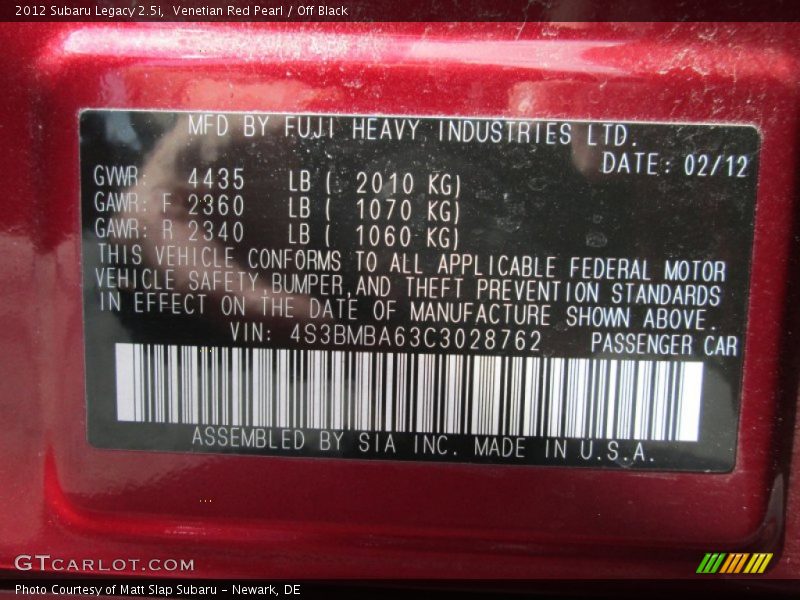 2012 Subaru Legacy 2.5i, Venetian Red Pearl / Off Black
MFD BY FUJI HEAVY INDUSTRIES LTD.
DATE: 02/12
GVWR: 4435 LB ( 2010 KG)
GAWR: F 2360 LB ( 1070 KG)
GAWR: R 2340 LB ( 1060 KG)
THIS VEHICLE CONFORMS TO ALL APPLICABLE FEDERAL MOTOR
VEHICLE SAFETY BUMPER,AND THEFT PREVENTION STANDARDS
IN EFFECT ON THE DATE OF MANUFACTURE SHOWN ABOVE.
VIN: 4S3BMBA63C3028762 PASSENGER CAR
ASSEMBLED BY SIA INC. MADE IN U.S.A.
GTCARLOT.COM
Photo Courtesy of Matt Slap Subaru - Newark, DE